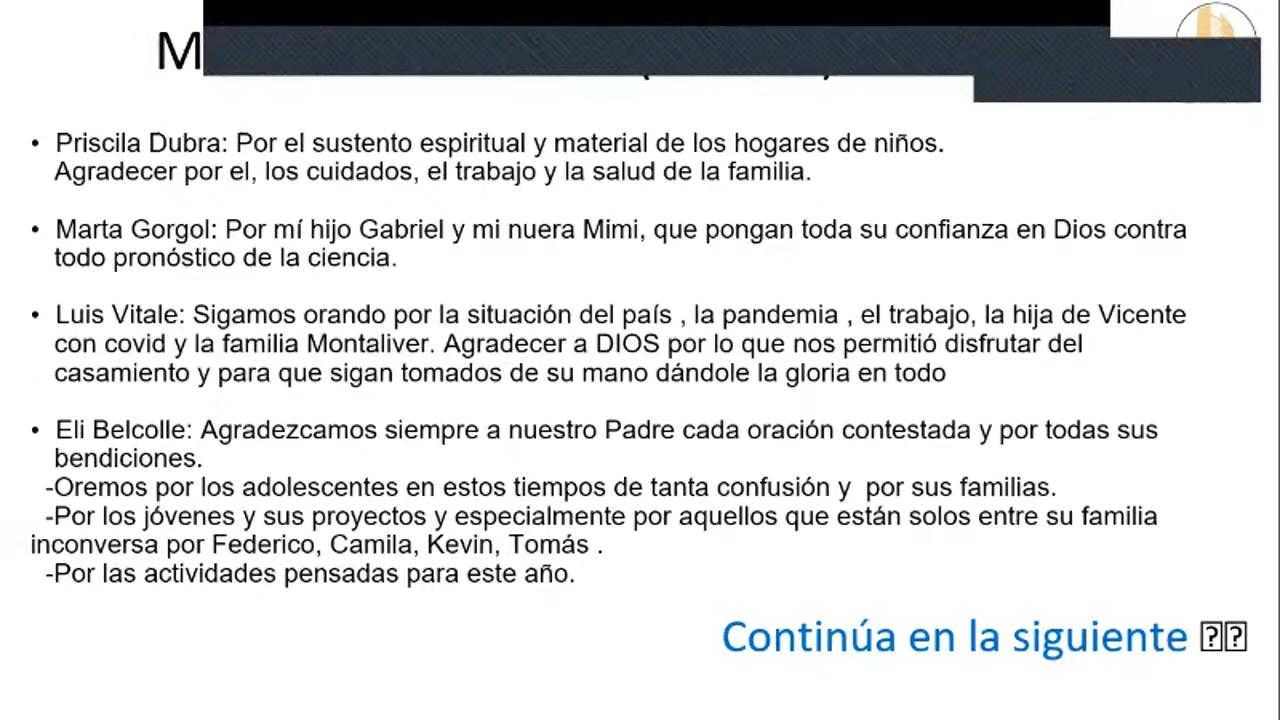 M
• Priscila Dubra: Por el sustento espiritual y material de los hogares de niños.
Agradecer por el, los cuidados, el trabajo y la salud de la familia.
• Marta Gorgol: Por mí hijo Gabriel y mi nuera Mimi, que pongan toda su confianza en Dios contra
todo pronóstico de la ciencia.
• Luis Vitale: Sigamos orando por la situación del país , la pandemia , el trabajo, la hija de Vicente
con covid y la familia Montaliver. Agradecer a DIOS por lo que nos permitió disfrutar del
casamiento y para que sigan tomados de su mano dándole la gloria en todo
• Eli Belcolle: Agradezcamos siempre a nuestro Padre cada oración contestada y por todas sus
bendiciones.
-Oremos por los adolescentes en estos tiempos de tanta confusión y  por sus familias.
-Por los jóvenes y sus proyectos y especialmente por aquellos que están solos entre su familia
inconversa por Federico, Camila, Kevin, Tomás .
-Por las actividades pensadas para este año.
Continúa en la siguiente